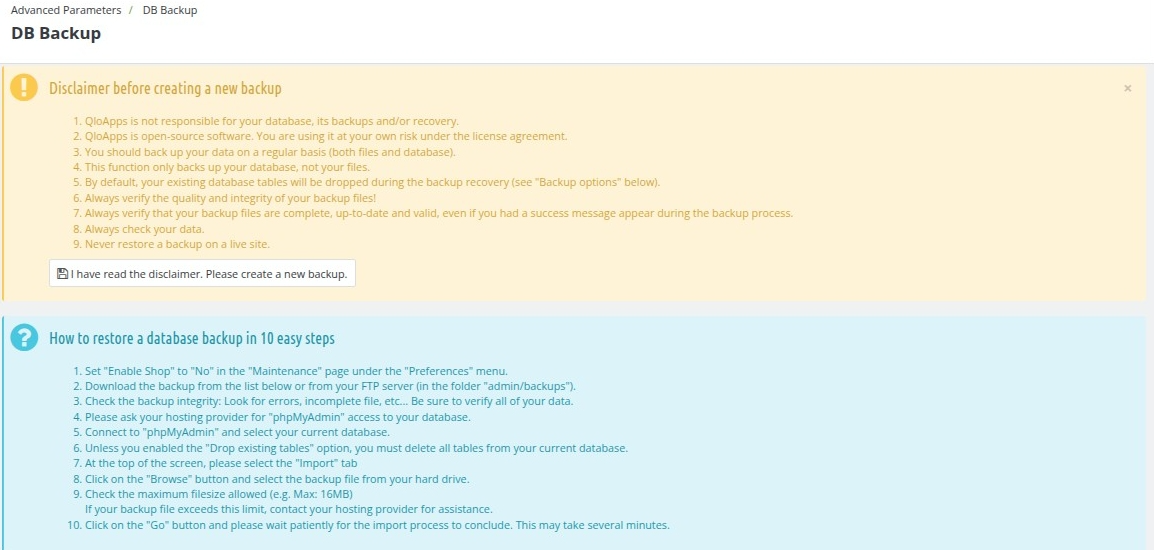 Advanced Parameters / DB Backup
DB Backup
Disclaimer before creating a new backup
×
1. QloApps is not responsible for your database, its backups and/or recovery.
2. QloApps is open-source software. You are using it at your own risk under the license agreement.
3. You should back up your data on a regular basis (both files and database).
4. This function only backs up your database, not your files.
5. By default, your existing database tables will be dropped during the backup recovery (see "Backup options" below).
6. Always verify the quality and integrity of your backup files!
7. Always verify that your backup files are complete, up-to-date and valid, even if you had a success message appear during the backup process.
8. Always check your data.
9. Never restore a backup on a live site.
I have read the disclaimer. Please create a new backup.
How to restore a database backup in 10 easy steps
1. Set "Enable Shop" to "No" in the "Maintenance" page under the "Preferences" menu.
2. Download the backup from the list below or from your FTP server (in the folder "admin/backups").
3. Check the backup integrity: Look for errors, incomplete file, etc... Be sure to verify all of your data.
4. Please ask your hosting provider for "phpMyAdmin" access to your database.
5. Connect to "phpMyAdmin" and select your current database.
6. Unless you enabled the "Drop existing tables" option, you must delete all tables from your current database.
7. At the top of the screen, please select the "Import" tab
8. Click on the "Browse" button and select the backup file from your hard drive.
9. Check the maximum filesize allowed (e.g. Max: 16MB)
If your backup file exceeds this limit, contact your hosting provider for assistance.
10. Click on the "Go" button and please wait patiently for the import process to conclude. This may take several minutes.